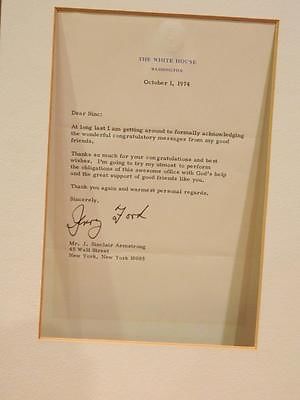 THE WHITE HOUSE
WASHINGTON
October 1, 1974
Dear Sinc:
At long last I am getting around to formally acknowledging
the wonderful congratulatory messages from my good
friends.
Thanks so much for your congratulations and best
wishes. I'm going to try my utmost to perform
the obligations of this awesome office with God's help
and the great support of good friends like you.
Thank you again and warmest personal regards.
Sincerely,
Jerry Ford
Mr. J. Sinclair Armstrong
45 Wall Street
New York, New York 10005